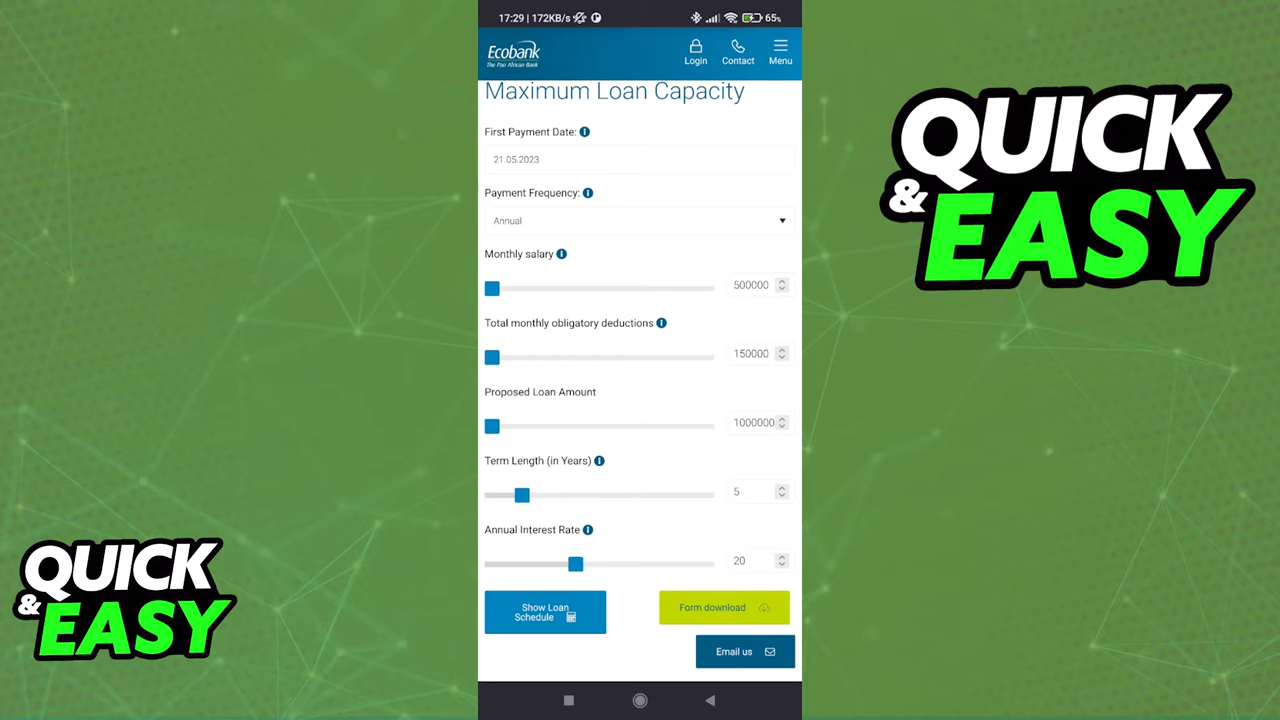 17:29 | 172KB/s
65%
Ecobank
The Pan African Bank
Login
Contact
Menu
Maximum Loan Capacity
First Payment Date:
21.05.2023
Payment Frequency:
Annual
Monthly salary
500000
Total monthly obligatory deductions
150000
Proposed Loan Amount
1000000
Term Length (in Years)
5
Annual Interest Rate
20
Show Loan
Schedule
Form download
Email us
QUICK
& EASY
QUICK
& EASY